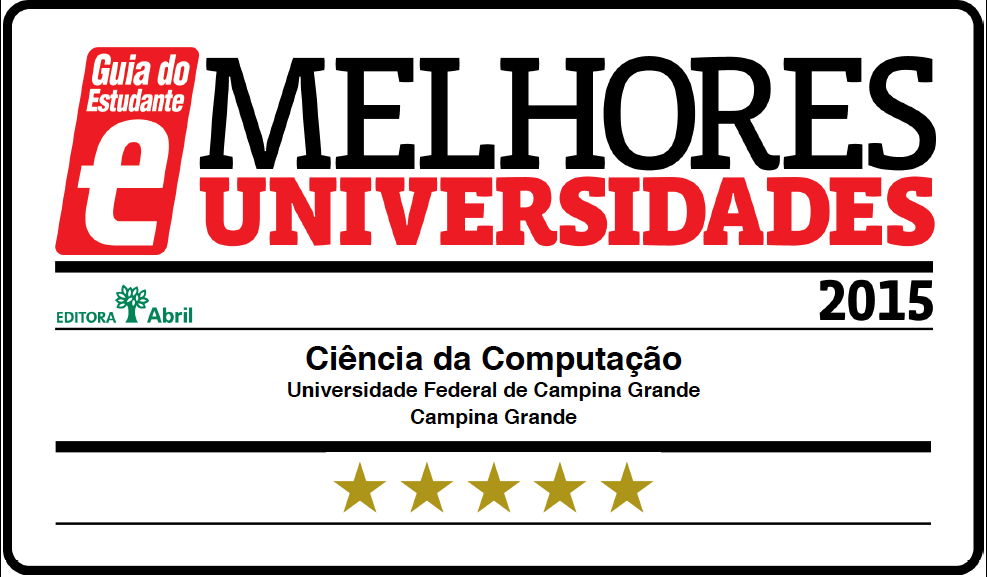 Guia do
Estudante
e
MELHORES
UNIVERSIDADES
EDITORA Abril
2015
Ciência da Computação
Universidade Federal de Campina Grande
Campina Grande